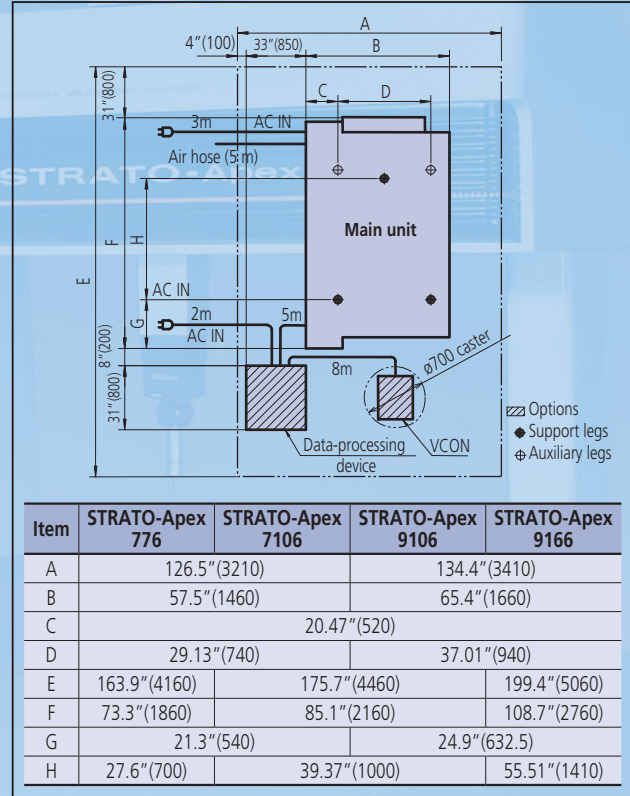 A
4″(100) 33″(850) B
C D
31″(800)
3m AC IN
Air hose (5 m)
STRATO-Apex
F
H
E
Main unit
AC IN
2m 5m
AC IN
G
8″(200)
8m
ø700 caster
31″(800)
Options
Support legs
Auxiliary legs
Data-processing
device
VCON
Item STRATO-Apex 776 STRATO-Apex 7106 STRATO-Apex 9106 STRATO-Apex 9166
A 126.5″(3210) 134.4″(3410)
B 57.5″(1460) 65.4″(1660)
C 20.47″(520)
D 29.13″(740) 37.01″(940)
E 163.9″(4160) 175.7″(4460) 199.4″(5060)
F 73.3″(1860) 85.1″(2160) 108.7″(2760)
G 21.3″(540) 24.9″(632.5)
H 27.6″(700) 39.37″(1000) 55.51″(1410)